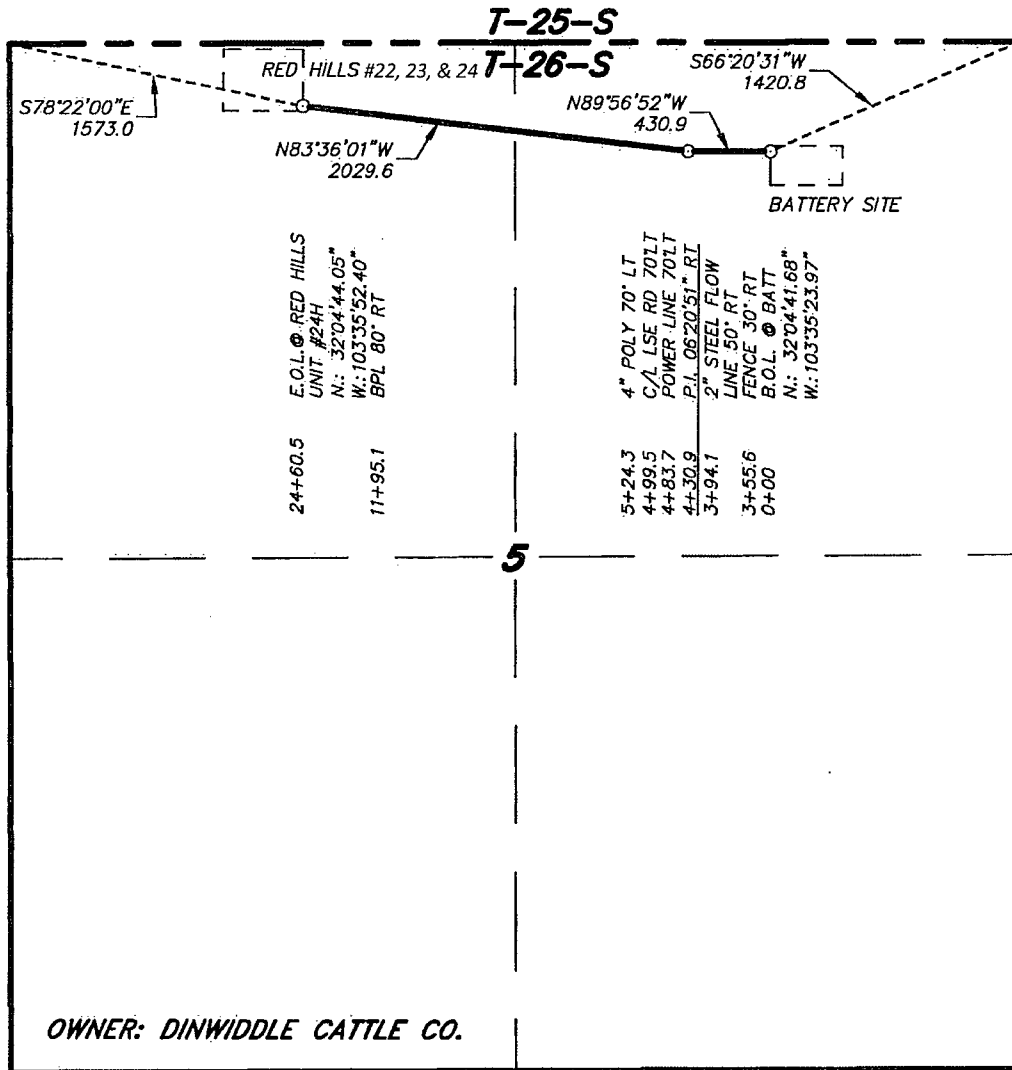 T-25-S
T-26-S
RED HILLS #22, 23, & 24
S78°22'00"E
1573.0
N83°36'01"W
2029.6
N89°56'52"W
430.9
S66°20'31"W
1420.8
BATTERY SITE
24+60.5 E.O.L. @ RED HILLS
UNIT #24H
N.: 32°04'44.05"
W.: 103°35'52.40"
11+95.1 BPL 80° RT
5+24.3 4" POLY 70° LT
4+99.5 C/L LSE RD 70°LT
4+83.7 POWER LINE 70°LT
4+30.9 P.I. 06°20'51" RT
3+94.1 2" STEEL FLOW
LINE 50° RT
3+55.6 FENCE 30° RT
0+00 B.O.L. @ BATT
N.: 32°04'41.68"
W.: 103°35'23.97"
5
OWNER: DINWIDDLE CATTLE CO.